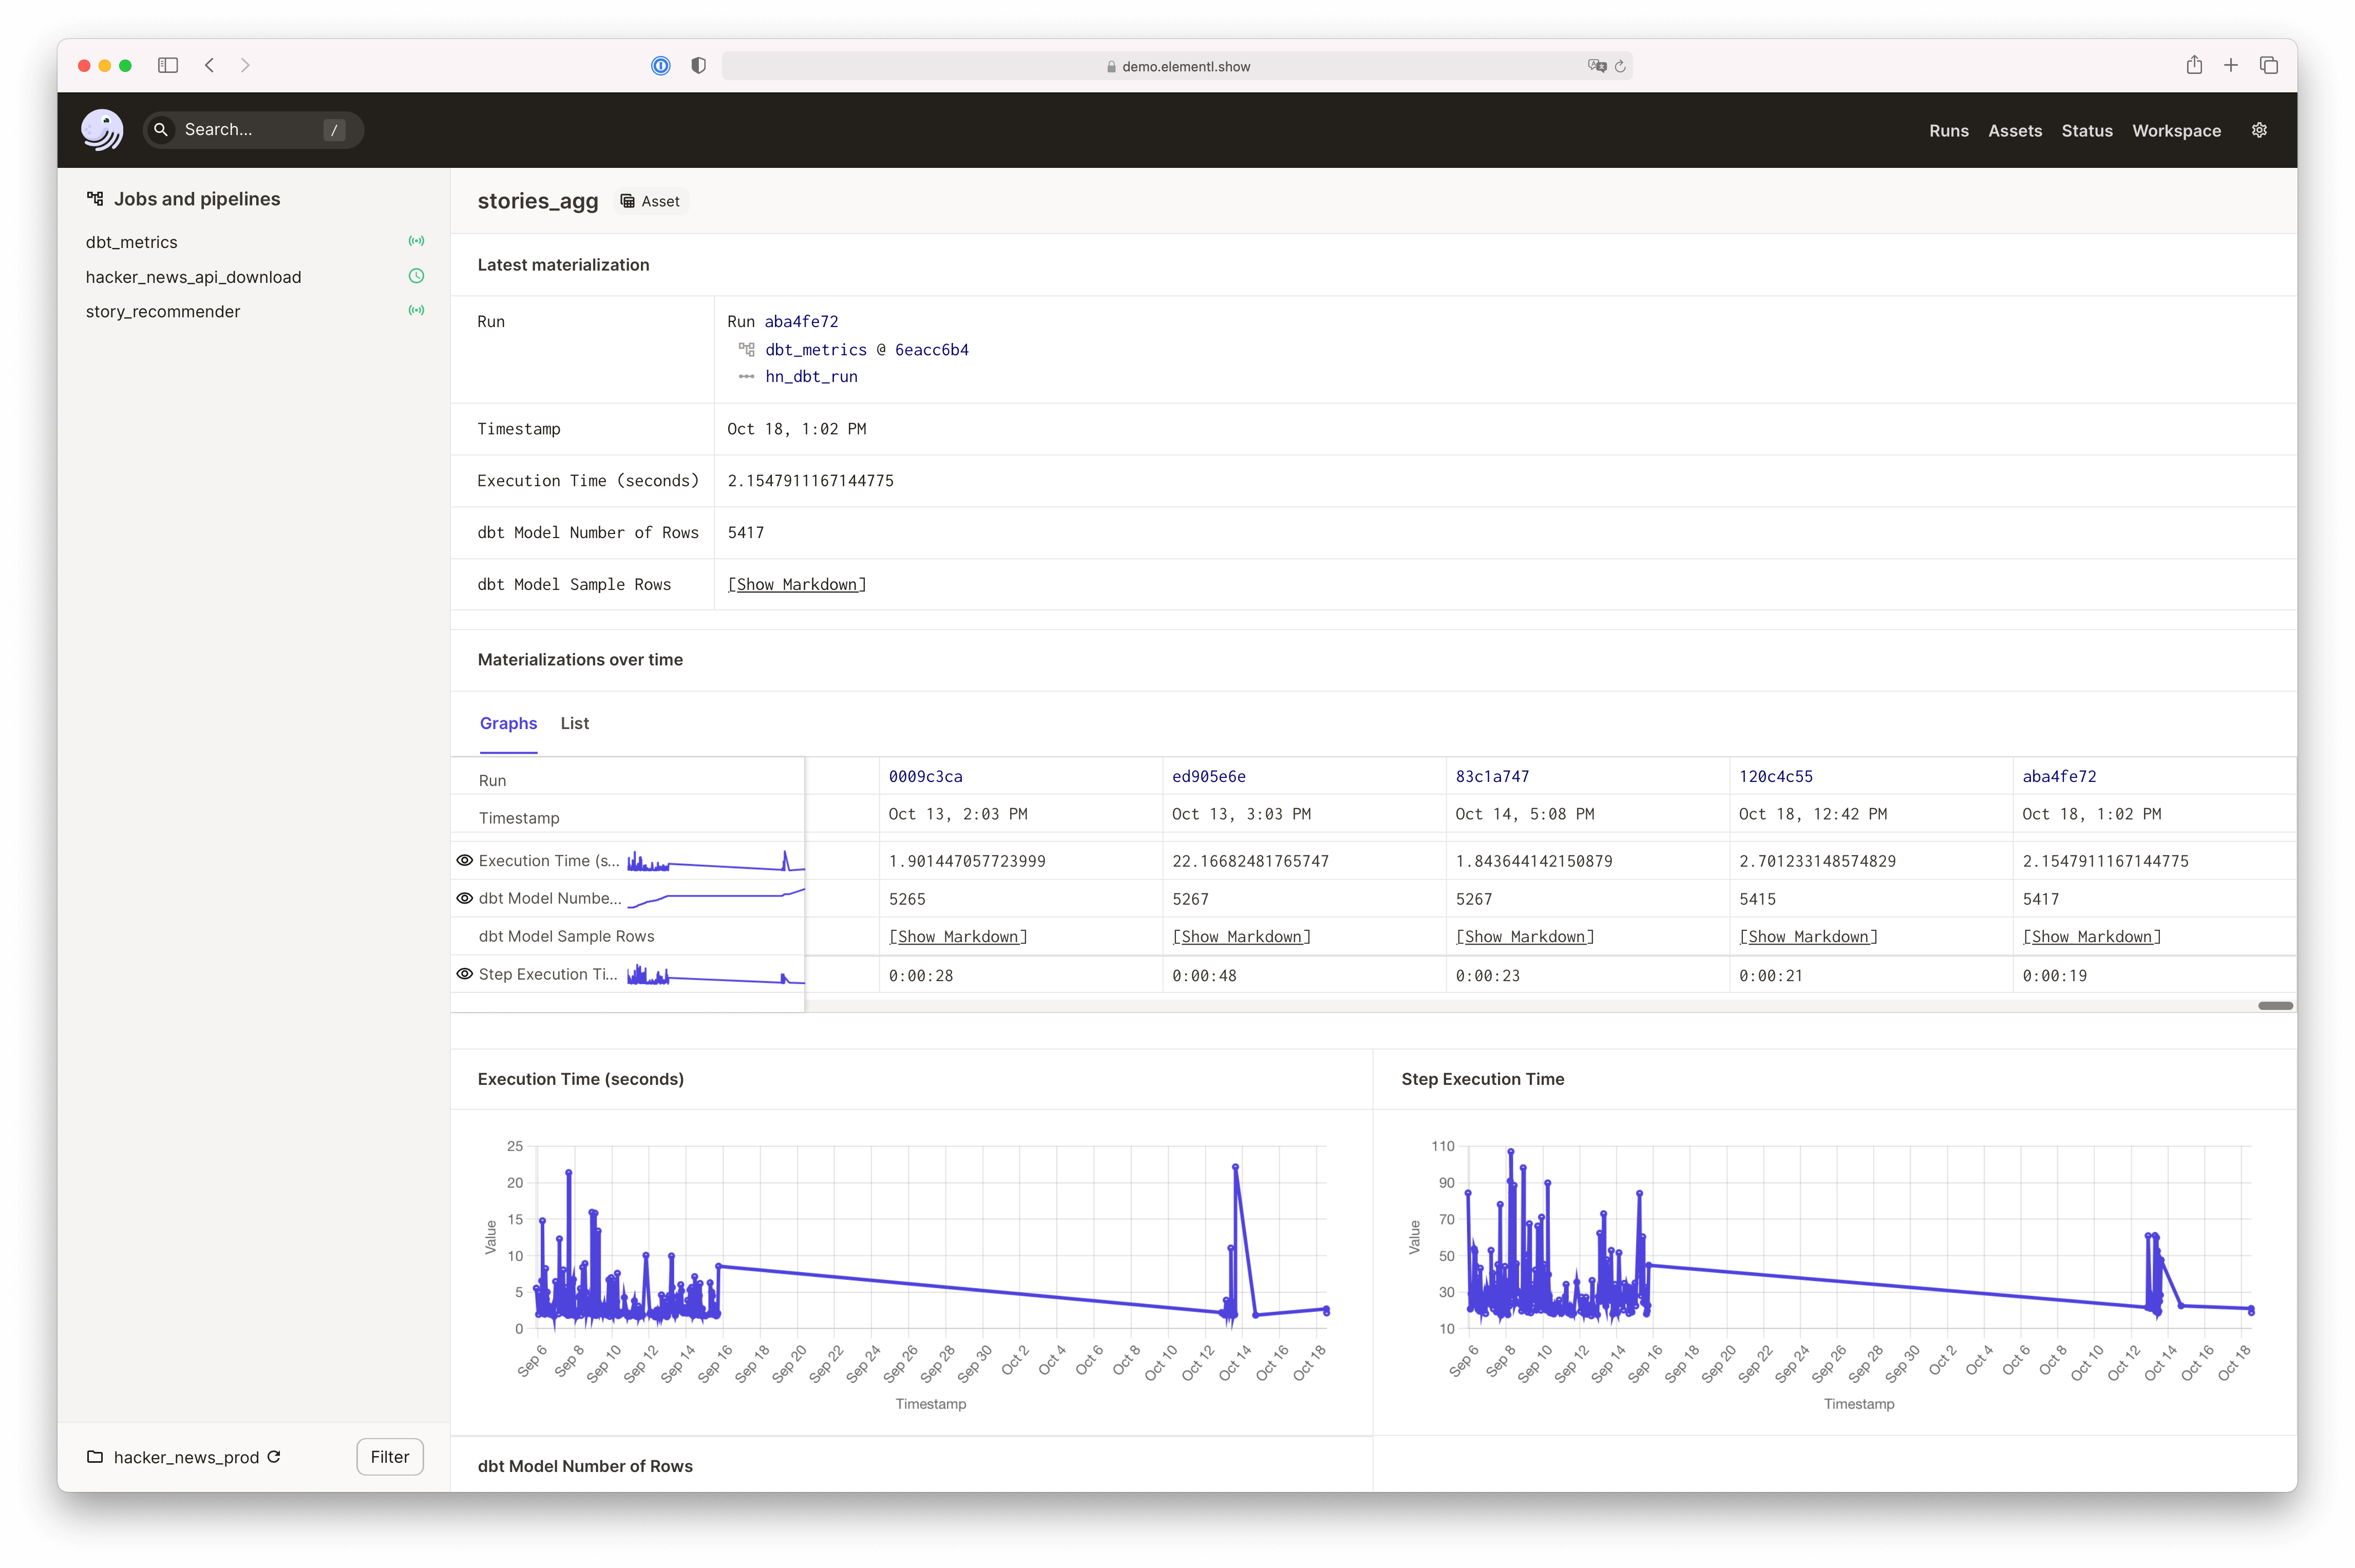 demo.elementl.show
Search... /
Runs Assets Status Workspace
Jobs and pipelines
dbt_metrics
hacker_news_api_download
story_recommender
stories_agg Asset
Latest materialization
Run Run aba4fe72
dbt_metrics @ 6eacc6b4
hn_dbt_run
Timestamp Oct 18, 1:02 PM
Execution Time (seconds) 2.1547911167144775
dbt Model Number of Rows 5417
dbt Model Sample Rows [Show Markdown]
Materializations over time
Graphs List
Run 0009c3ca ed905e6e 83c1a747 120c4c55 aba4fe72
Timestamp Oct 13, 2:03 PM Oct 13, 3:03 PM Oct 14, 5:08 PM Oct 18, 12:42 PM Oct 18, 1:02 PM
Execution Time (s... 1.901447057723999 22.16682481765747 1.843644142150879 2.701233148574829 2.1547911167144775
dbt Model Numbe... 5265 5267 5267 5415 5417
dbt Model Sample Rows [Show Markdown] [Show Markdown] [Show Markdown] [Show Markdown] [Show Markdown]
Step Execution Ti... 0:00:28 0:00:48 0:00:23 0:00:21 0:00:19
Execution Time (seconds)
25
20
15
10
5
0
Value
Sep 6 Sep 8 Sep 10 Sep 12 Sep 14 Sep 16 Sep 18 Sep 20 Sep 22 Sep 24 Sep 26 Sep 28 Sep 30 Oct 2 Oct 4 Oct 6 Oct 8 Oct 10 Oct 12 Oct 14 Oct 16 Oct 18
Timestamp
Step Execution Time
110
90
70
50
30
10
Value
Sep 6 Sep 8 Sep 10 Sep 12 Sep 14 Sep 16 Sep 18 Sep 20 Sep 22 Sep 24 Sep 26 Sep 28 Sep 30 Oct 2 Oct 4 Oct 6 Oct 8 Oct 10 Oct 12 Oct 14 Oct 16 Oct 18
Timestamp
dbt Model Number of Rows
hacker_news_prod Filter